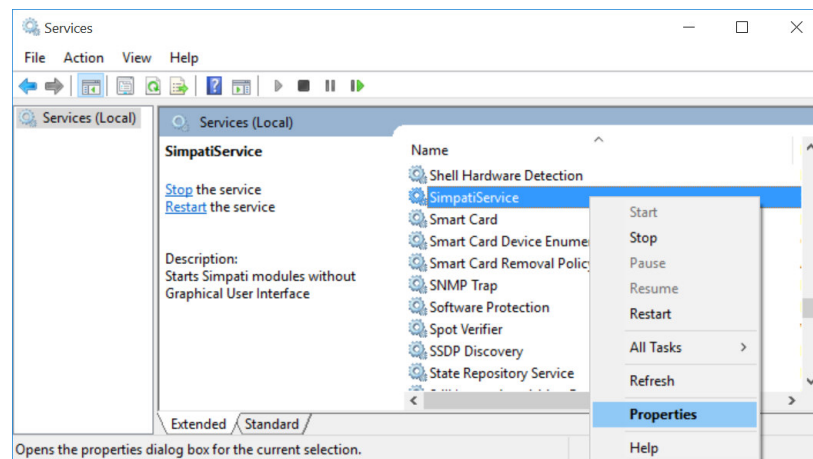 Services
File Action View Help
Services (Local)
Services (Local)
SimpatiService
Stop the service
Restart the service
Description:
Starts Simpati modules without
Graphical User Interface
Name
Shell Hardware Detection
SimpatiService
Smart Card
Smart Card Device Enume
Smart Card Removal Policy
SNMP Trap
Software Protection
Spot Verifier
SSDP Discovery
State Repository Service
Start
Stop
Pause
Resume
Restart
All Tasks
Refresh
Properties
Help
Extended Standard
Opens the properties dialog box for the current selection.